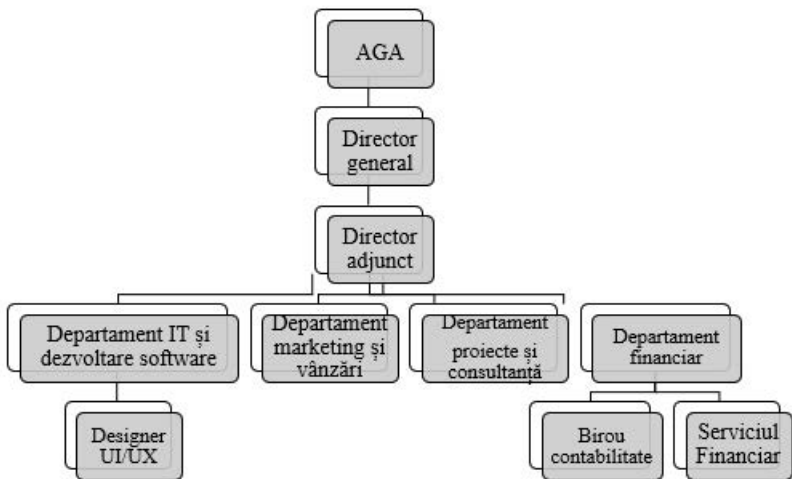 AGA
Director
general
Director
adjunct
Departament IT și
dezvoltare software
Departament
marketing și
vânzări
Departament
proiecte și
consultanță
Departament
financiar
Designer
UI/UX
Birou
contabilitate
Serviciul
Financiar